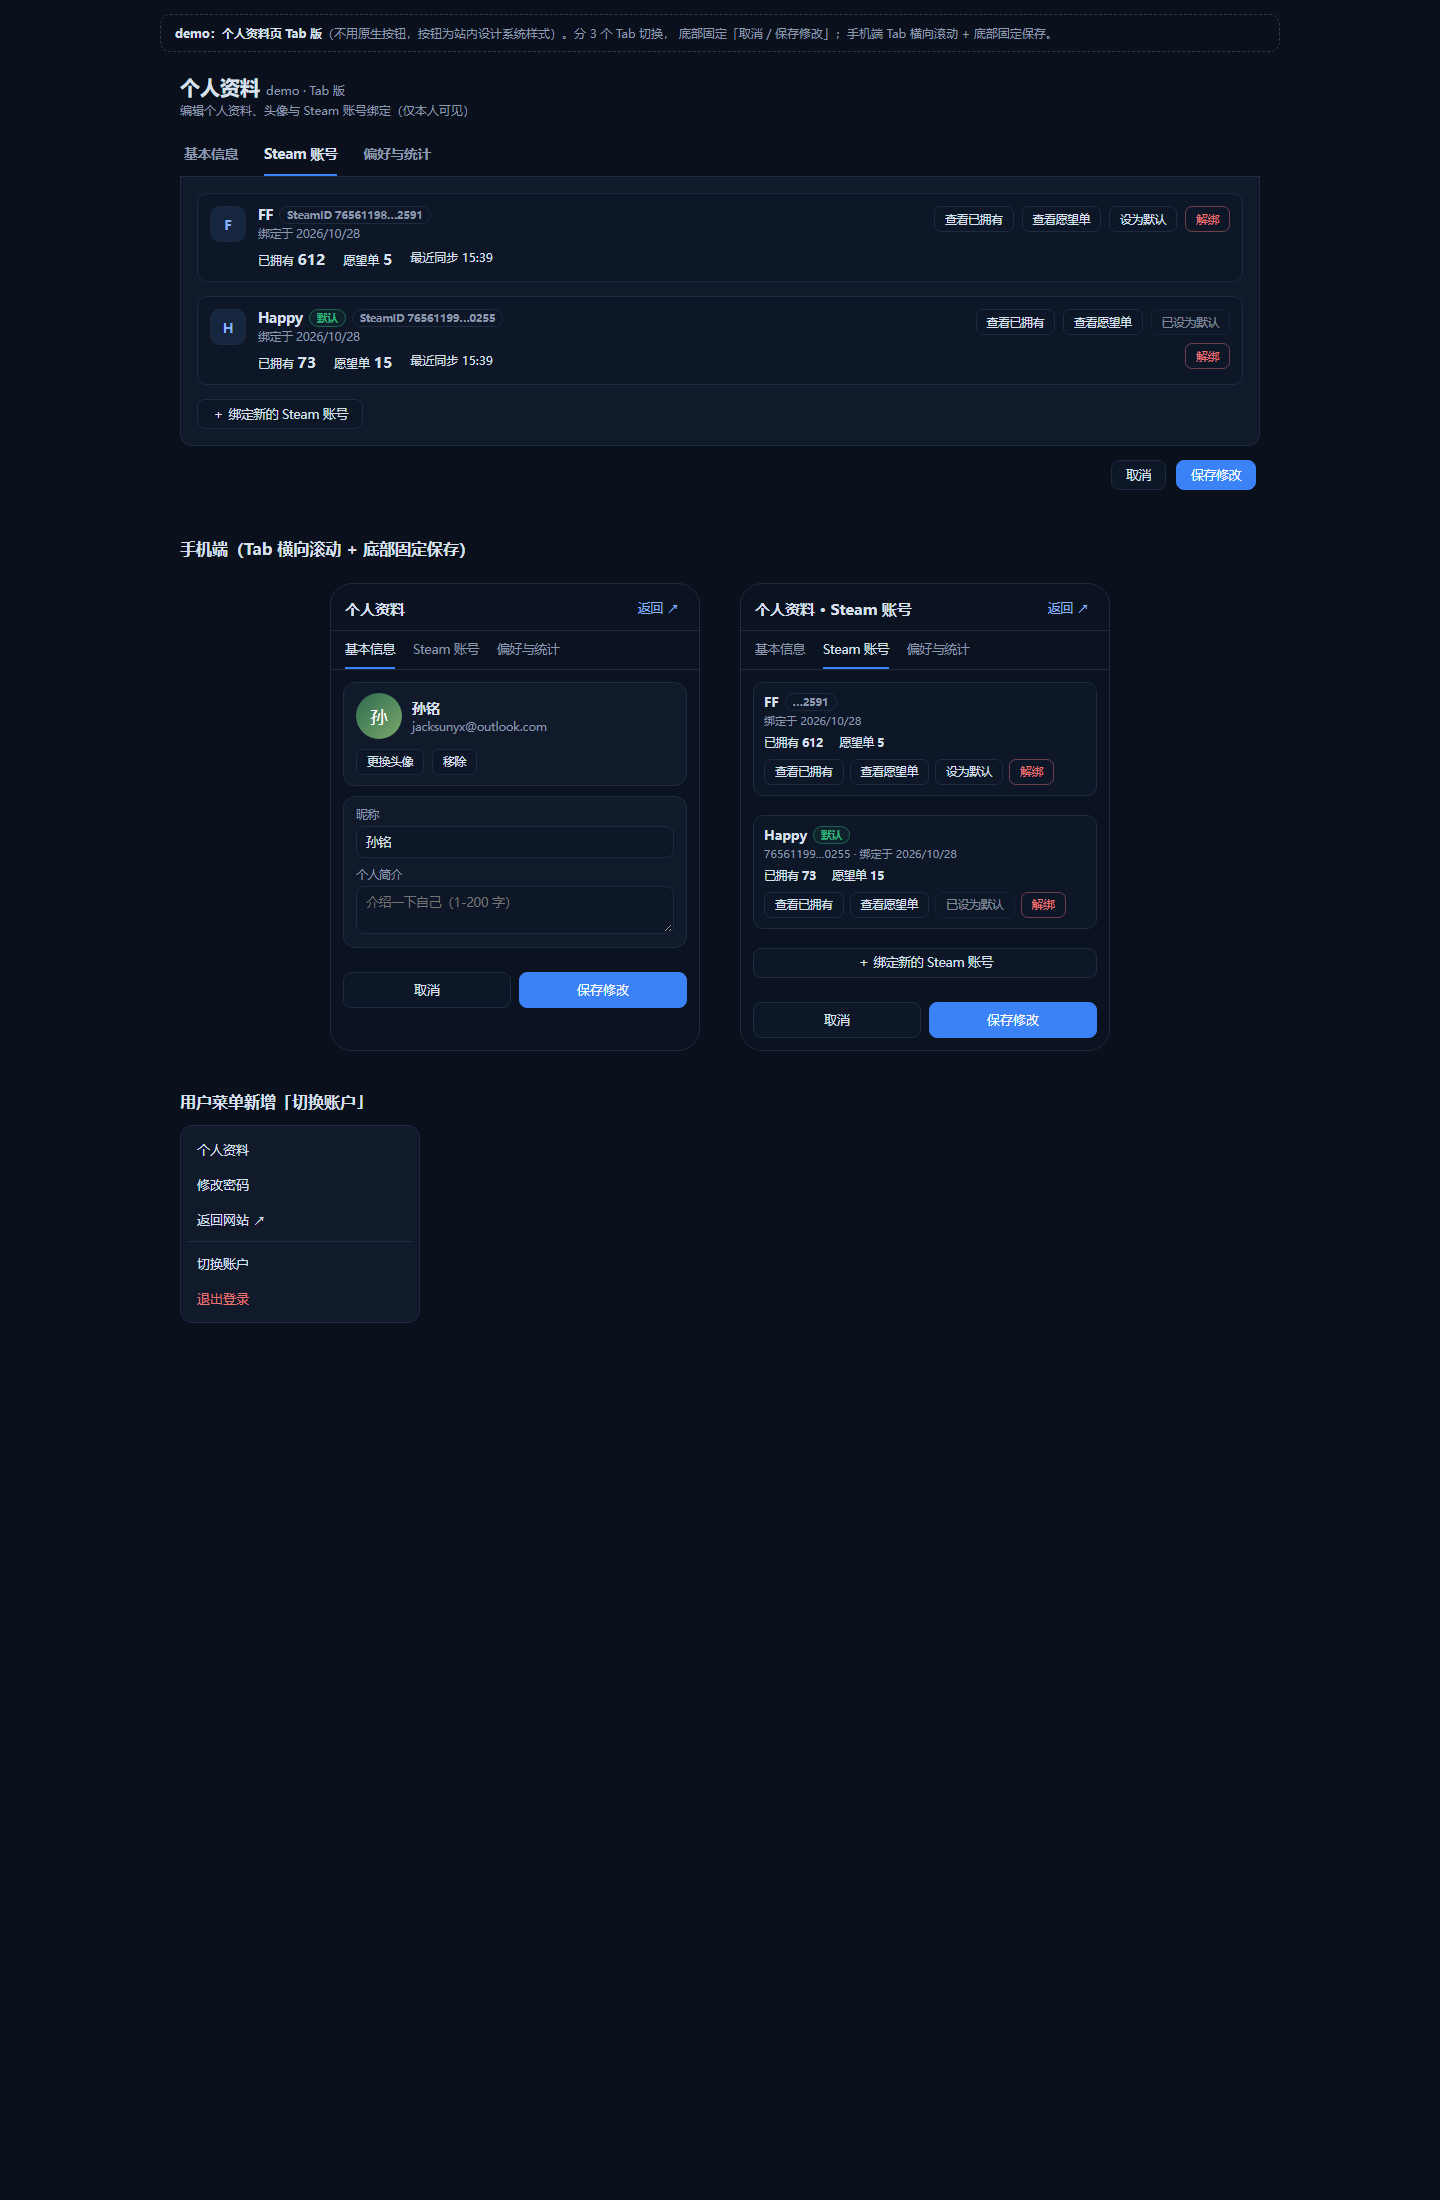 demo：个人资料页 Tab 版（不用原生按钮，按钮为站内设计系统样式）。分 3 个 Tab 切换， 底部固定「取消 / 保存修改」；手机端 Tab 横向滚动 + 底部固定保存。
个人资料 demo · Tab 版
编辑个人资料、头像与 Steam 账号绑定（仅本人可见）
基本信息 Steam 账号 偏好与统计
F FF SteamID 76561198…2591 查看已拥有 查看愿望单 设为默认 解绑
绑定于 2026/10/28
已拥有 612 愿望单 5 最近同步 15:39
H Happy 默认 SteamID 76561199…0255 查看已拥有 查看愿望单 已设为默认
绑定于 2026/10/28
已拥有 73 愿望单 15 最近同步 15:39 解绑
+ 绑定新的 Steam 账号
取消 保存修改
手机端（Tab 横向滚动 + 底部固定保存）
个人资料 返回 ↗
基本信息 Steam 账号 偏好与统计
孙 孙铭
jacksunyx@outlook.com
更换头像 移除
昵称
孙铭
个人简介
介绍一下自己（1-200 字）
取消 保存修改
个人资料 · Steam 账号 返回 ↗
基本信息 Steam 账号 偏好与统计
FF …2591
绑定于 2026/10/28
已拥有 612 愿望单 5
查看已拥有 查看愿望单 设为默认 解绑
Happy 默认
76561199…0255 · 绑定于 2026/10/28
已拥有 73 愿望单 15
查看已拥有 查看愿望单 已设为默认 解绑
+ 绑定新的 Steam 账号
取消 保存修改
用户菜单新增「切换账户」
个人资料
修改密码
返回网站 ↗
切换账户
退出登录